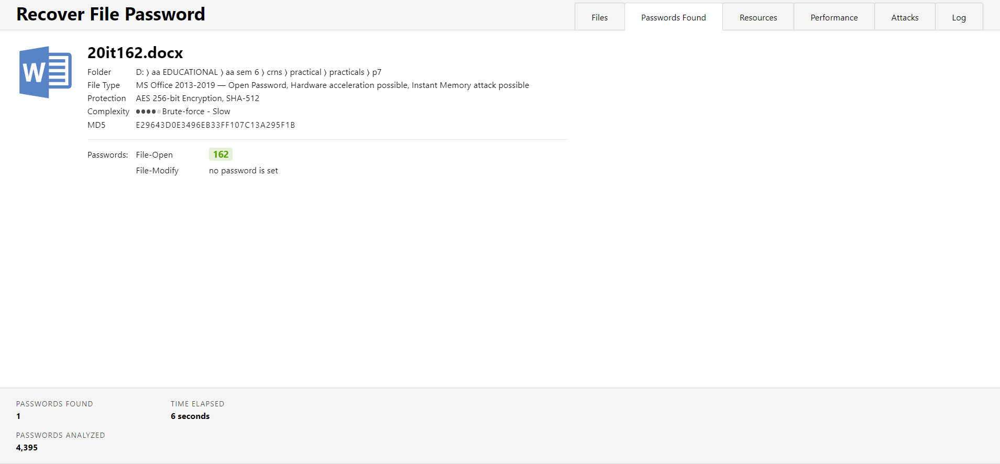 Recover File Password
Files
Passwords Found
Resources
Performance
Attacks
Log
W
20it162.docx
Folder D: ⟩ aa EDUCATIONAL ⟩ aa sem 6 ⟩ crns ⟩ practical ⟩ practicals ⟩ p7
File Type MS Office 2013-2019 — Open Password, Hardware acceleration possible, Instant Memory attack possible
Protection AES 256-bit Encryption, SHA-512
Complexity Brute-force - Slow
MD5 E29643D0E3496EB33FF107C13A295F1B
Passwords: File-Open 162
File-Modify no password is set
PASSWORDS FOUND
1
TIME ELAPSED
6 seconds
PASSWORDS ANALYZED
4,395